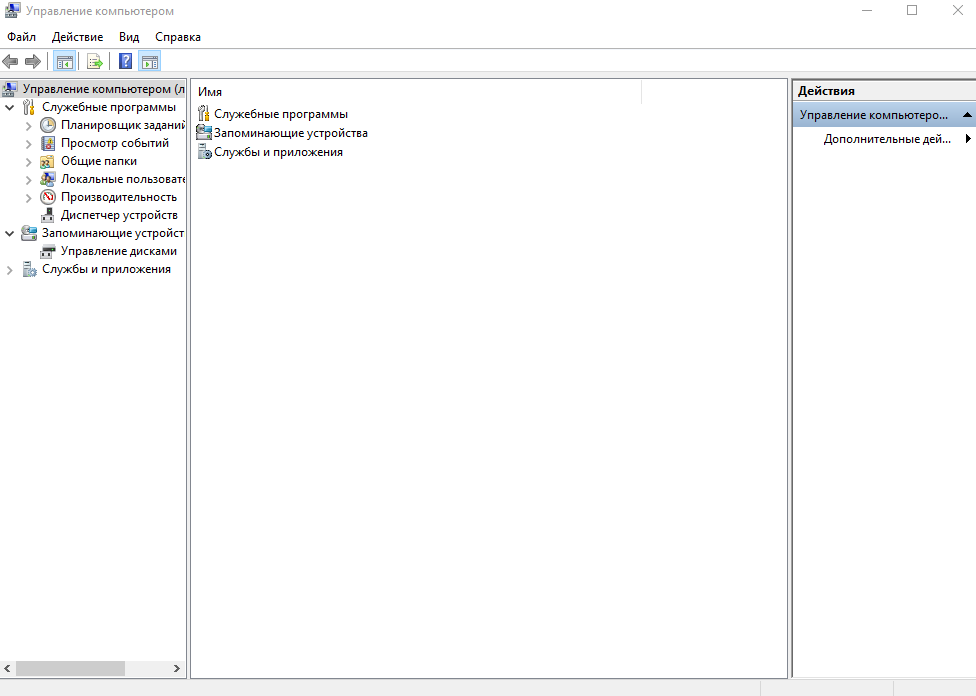 Управление компьютером
Файл Действие Вид Справка
Управление компьютером (л
Служебные программы
Планировщик заданий
Просмотр событий
Общие папки
Локальные пользовате
Производительность
Диспетчер устройств
Запоминающие устройст
Управление дисками
Службы и приложения
Имя
Служебные программы
Запоминающие устройства
Службы и приложения
Действия
Управление компьютеро...
Дополнительные дей...